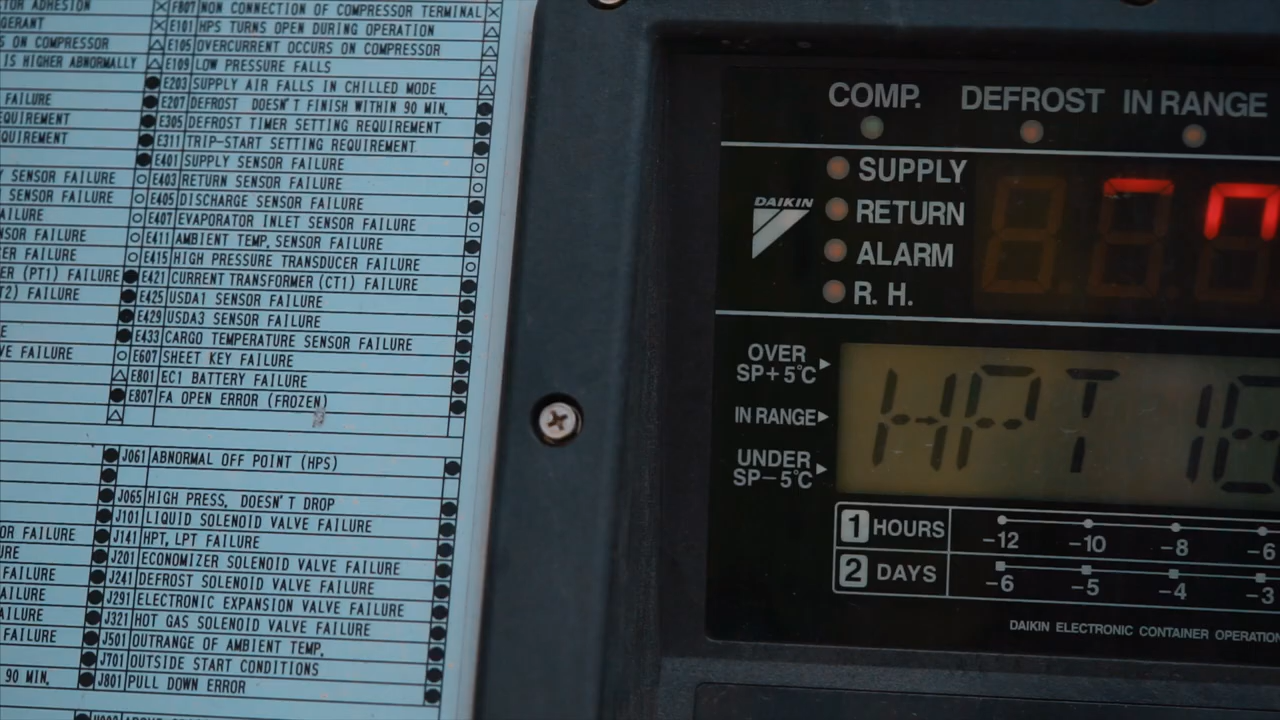 TOR ADHESION
FB07 NON CONNECTION OF COMPRESSOR TERMINAL
GERANT
E101 HPS TURNS OPEN DURING OPERATION
S ON COMPRESSOR
E105 OVERCURRENT OCCURS ON COMPRESSOR
IS HIGHER ABNORMALLY
E109 LOW PRESSURE FALLS
E203 SUPPLY AIR FALLS IN CHILLED MODE
FAILURE
E207 DEFROST DOESN'T FINISH WITHIN 90 MIN.
EQUIREMENT
E305 DEFROST TIMER SETTING REQUIREMENT
EQUIREMENT
E311 TRIP-START SETTING REQUIREMENT
E401 SUPPLY SENSOR FAILURE
Y SENSOR FAILURE
E403 RETURN SENSOR FAILURE
SENSOR FAILURE
E405 DISCHARGE SENSOR FAILURE
AILURE
E407 EVAPORATOR INLET SENSOR FAILURE
NSOR FAILURE
E411 AMBIENT TEMP. SENSOR FAILURE
CER FAILURE
E415 HIGH PRESSURE TRANSDUCER FAILURE
ER (PT1) FAILURE
E421 CURRENT TRANSFORMER (CT1) FAILURE
T2) FAILURE
E425 USDA1 SENSOR FAILURE
E429 USDA3 SENSOR FAILURE
E433 CARGO TEMPERATURE SENSOR FAILURE
VE FAILURE
E607 SHEET KEY FAILURE
E801 EC1 BATTERY FAILURE
E807 FA OPEN ERROR (FROZEN)
J061 ABNORMAL OFF POINT (HPS)
J065 HIGH PRESS. DOESN'T DROP
J101 LIQUID SOLENOID VALVE FAILURE
OR FAILURE
J141 HPT, LPT FAILURE
URE
J201 ECONOMIZER SOLENOID VALVE FAILURE
FAILURE
J241 DEFROST SOLENOID VALVE FAILURE
AILURE
J291 ELECTRONIC EXPANSION VALVE FAILURE
AILURE
J321 HOT GAS SOLENOID VALVE FAILURE
FAILURE
J501 OUTRANGE OF AMBIENT TEMP.
J701 OUTSIDE START CONDITIONS
90 MIN.
J801 PULL DOWN ERROR
COMP. DEFROST IN RANGE
DAIKIN
SUPPLY
RETURN
ALARM
R. H.
OVER
SP+5℃
IN RANGE
UNDER
SP-5℃
HPT
1 HOURS
-12 -10 -8 -6
2 DAYS
-6 -5 -4 -3
DAIKIN ELECTRONIC CONTAINER OPERATION